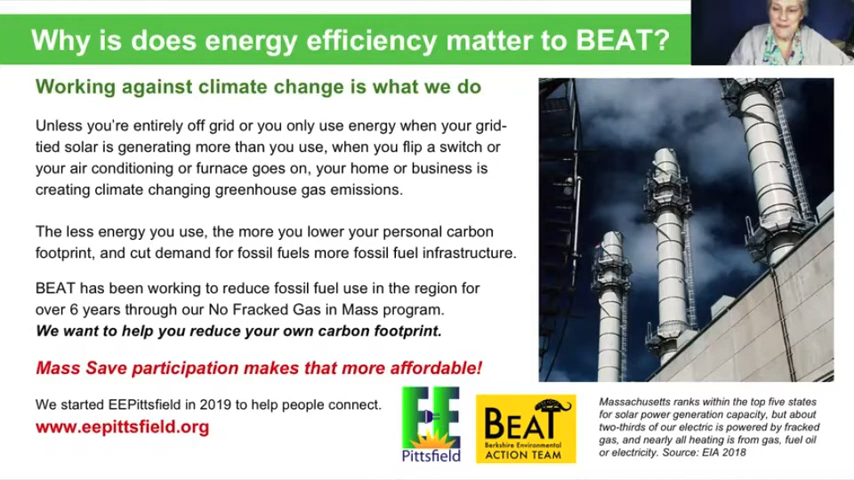 Why is does energy efficiency matter to BEAT?
Working against climate change is what we do
Unless you're entirely off grid or you only use energy when your grid-
tied solar is generating more than you use, when you flip a switch or
your air conditioning or furnace goes on, your home or business is
creating climate changing greenhouse gas emissions.
The less energy you use, the more you lower your personal carbon
footprint, and cut demand for fossil fuels more fossil fuel infrastructure.
BEAT has been working to reduce fossil fuel use in the region for
over 6 years through our No Fracked Gas in Mass program.
We want to help you reduce your own carbon footprint.
Mass Save participation makes that more affordable!
We started EEPittsfield in 2019 to help people connect.
www.eepittsfield.org
EE
Pittsfield
BEAT
Berkshire Environmental
ACTION TEAM
Massachusetts ranks within the top five states
for solar power generation capacity, but about
two-thirds of our electric is powered by fracked
gas, and nearly all heating is from gas, fuel oil
or electricity. Source: EIA 2018